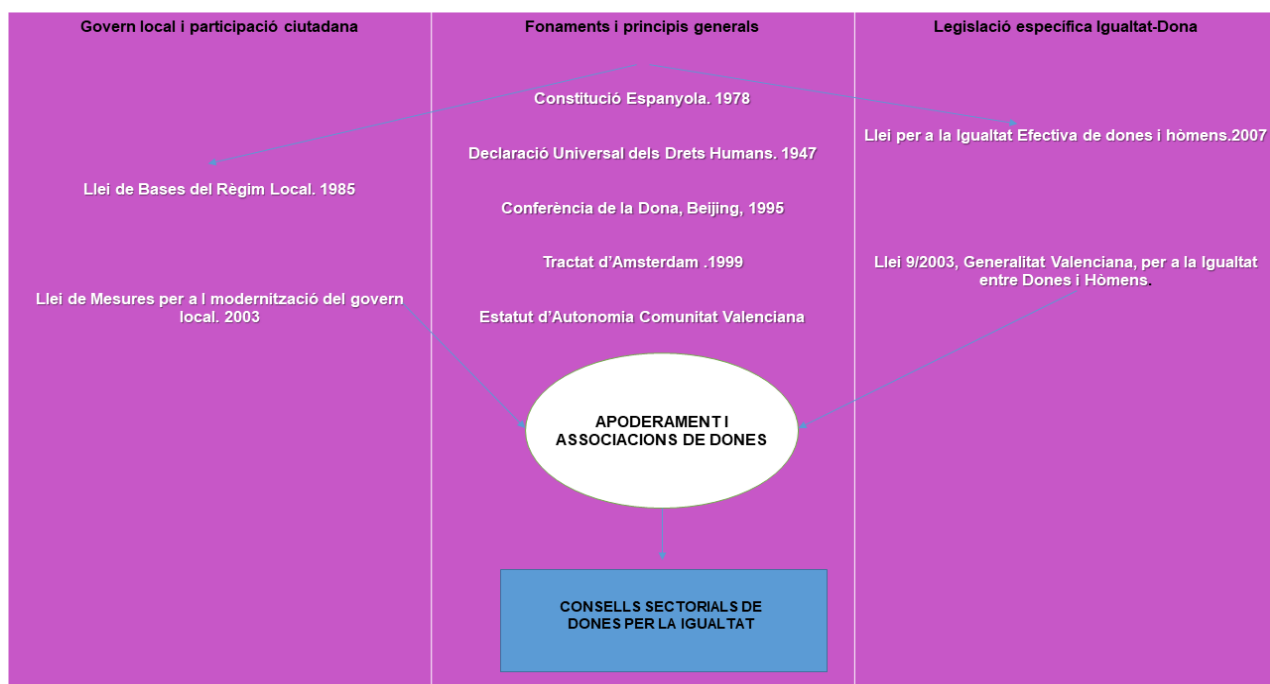 Govern local i participació ciutadana
Fonaments i principis generals
Legislació específica Igualtat-Dona
Llei de Bases del Règim Local. 1985
Llei de Mesures per a l modernització del govern
local. 2003
Constitució Espanyola. 1978
Declaració Universal dels Drets Humans. 1947
Conferència de la Dona, Beijing, 1995
Tractat d’Amsterdam .1999
Estatut d’Autonomia Comunitat Valenciana
Llei per a la Igualtat Efectiva de dones i hòmens.2007
Llei 9/2003, Generalitat Valenciana, per a la Igualtat
entre Dones i Hòmens.
APODERAMENT I
ASSOCIACIONS DE DONES
CONSELLS SECTORIALS DE
DONES PER LA IGUALTAT